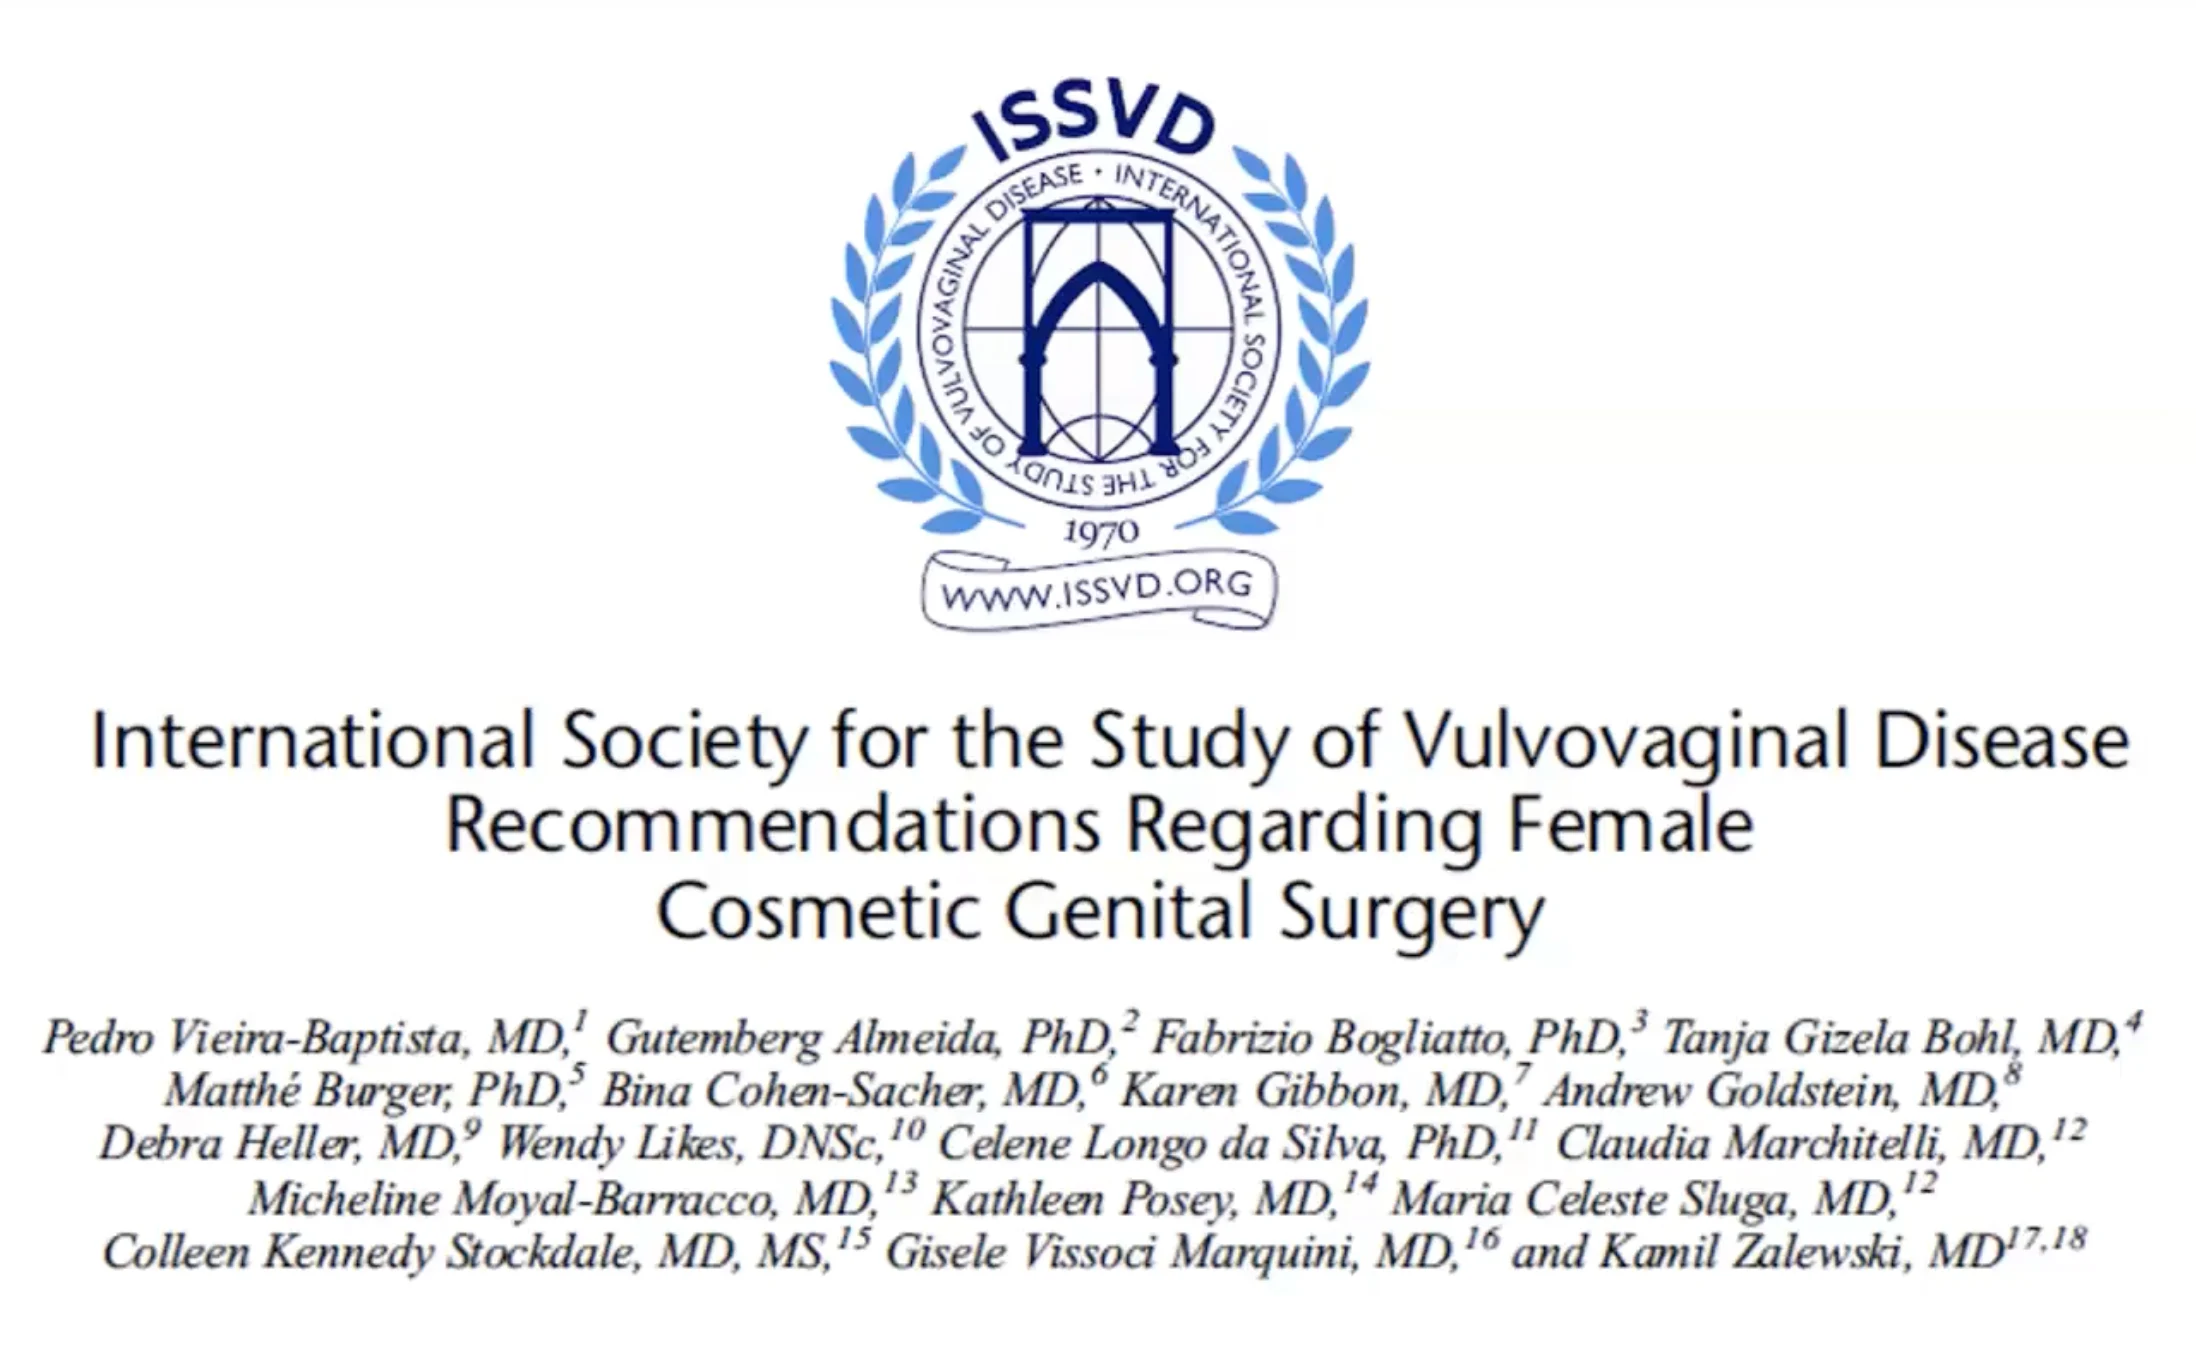 ISSVD
INTERNATIONAL SOCIETY FOR THE STUDY OF VULVOVAGINAL DISEASE •
1970
WWW.ISSVD.ORG
International Society for the Study of Vulvovaginal Disease
Recommendations Regarding Female
Cosmetic Genital Surgery
Pedro Vieira-Baptista, MD,1 Gutemberg Almeida, PhD,2 Fabrizio Bogliatto, PhD,3 Tanja Gizela Bohl, MD,4
Matthé Burger, PhD,5 Bina Cohen-Sacher, MD,6 Karen Gibbon, MD,7 Andrew Goldstein, MD,8
Debra Heller, MD,9 Wendy Likes, DNSc,10 Celene Longo da Silva, PhD,11 Claudia Marchitelli, MD,12
Micheline Moyal-Barracco, MD,13 Kathleen Posey, MD,14 Maria Celeste Sluga, MD,12
Colleen Kennedy Stockdale, MD, MS,15 Gisele Vissoci Marquini, MD,16 and Kamil Zalewski, MD17,18